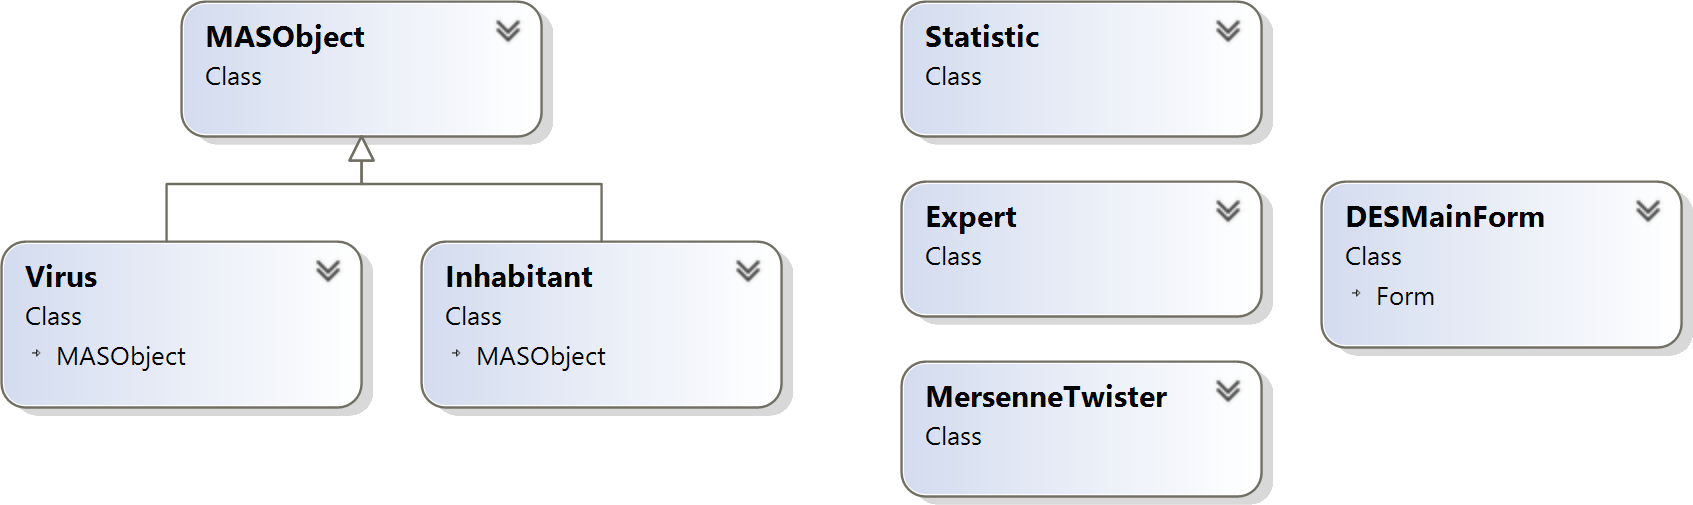 MASObject
Class
Virus
Class
MASObject
Inhabitant
Class
MASObject
Statistic
Class
Expert
Class
MersenneTwister
Class
DESMainForm
Class
Form